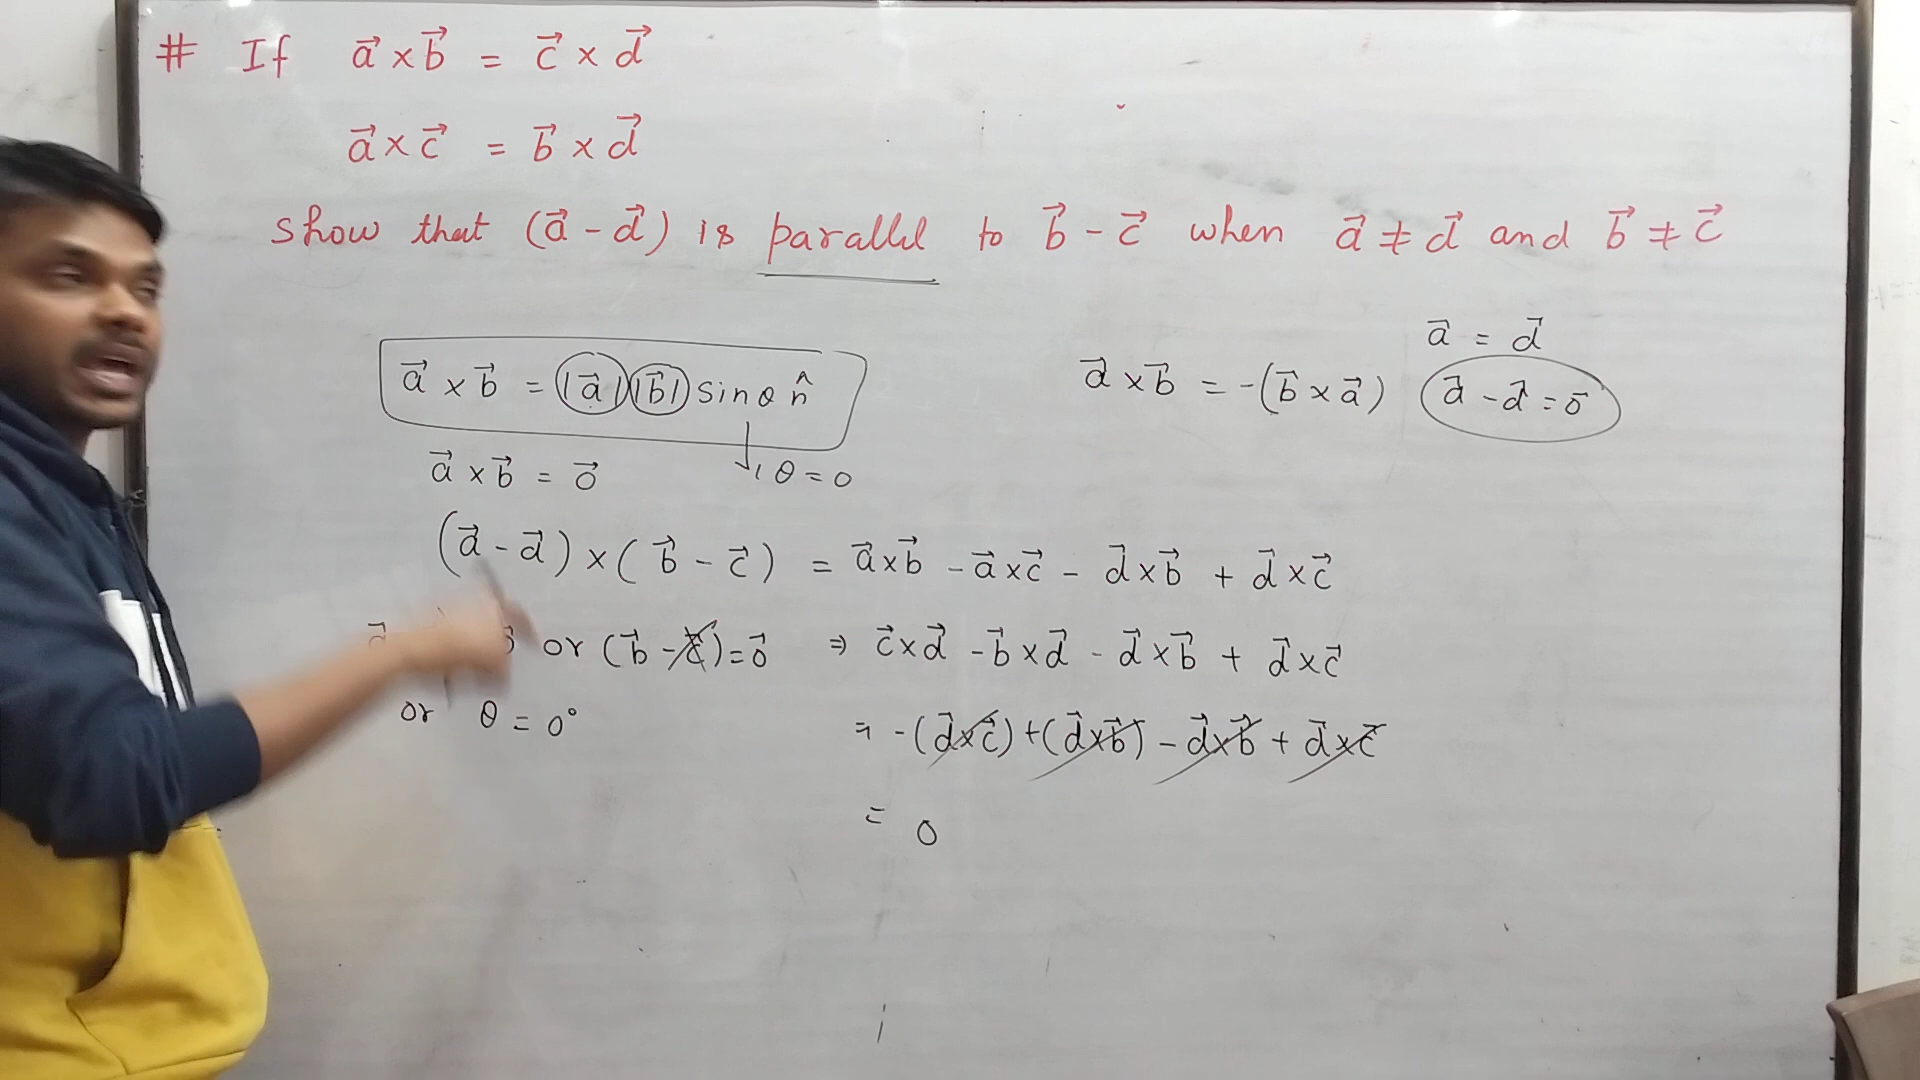 # If a⃗ × b⃗ = c⃗ × d⃗
a⃗ × c⃗ = b⃗ × d⃗
Show that (a⃗ - d⃗) is parallel to b⃗ - c⃗ when a⃗ ≠ d⃗ and b⃗ ≠ c⃗
a⃗ × b⃗ = |a⃗||b⃗| sinθ n̂
a⃗ × b⃗ = 0⃗
θ = 0
a⃗ × b⃗ = -(b⃗ × a⃗)
a⃗ = d⃗
a⃗ - d⃗ = 0⃗
(a⃗ - d⃗) × (b⃗ - c⃗) = a⃗×b⃗ - a⃗×c⃗ - d⃗×b⃗ + d⃗×c⃗
or (b⃗ - c⃗) = 0⃗ ⇒ c⃗×d⃗ - b⃗×d⃗ - d⃗×b⃗ + d⃗×c⃗
or θ = 0°
= -(d⃗×c⃗) + (d⃗×b⃗) - d⃗×b⃗ + d⃗×c⃗
= 0